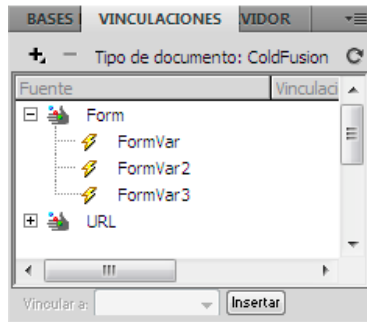 BASES
VINCULACIONES
VIDOR
Tipo de documento: ColdFusion
Fuente
Vinculaci
Form
FormVar
FormVar2
FormVar3
URL
Vincular a:
Insertar